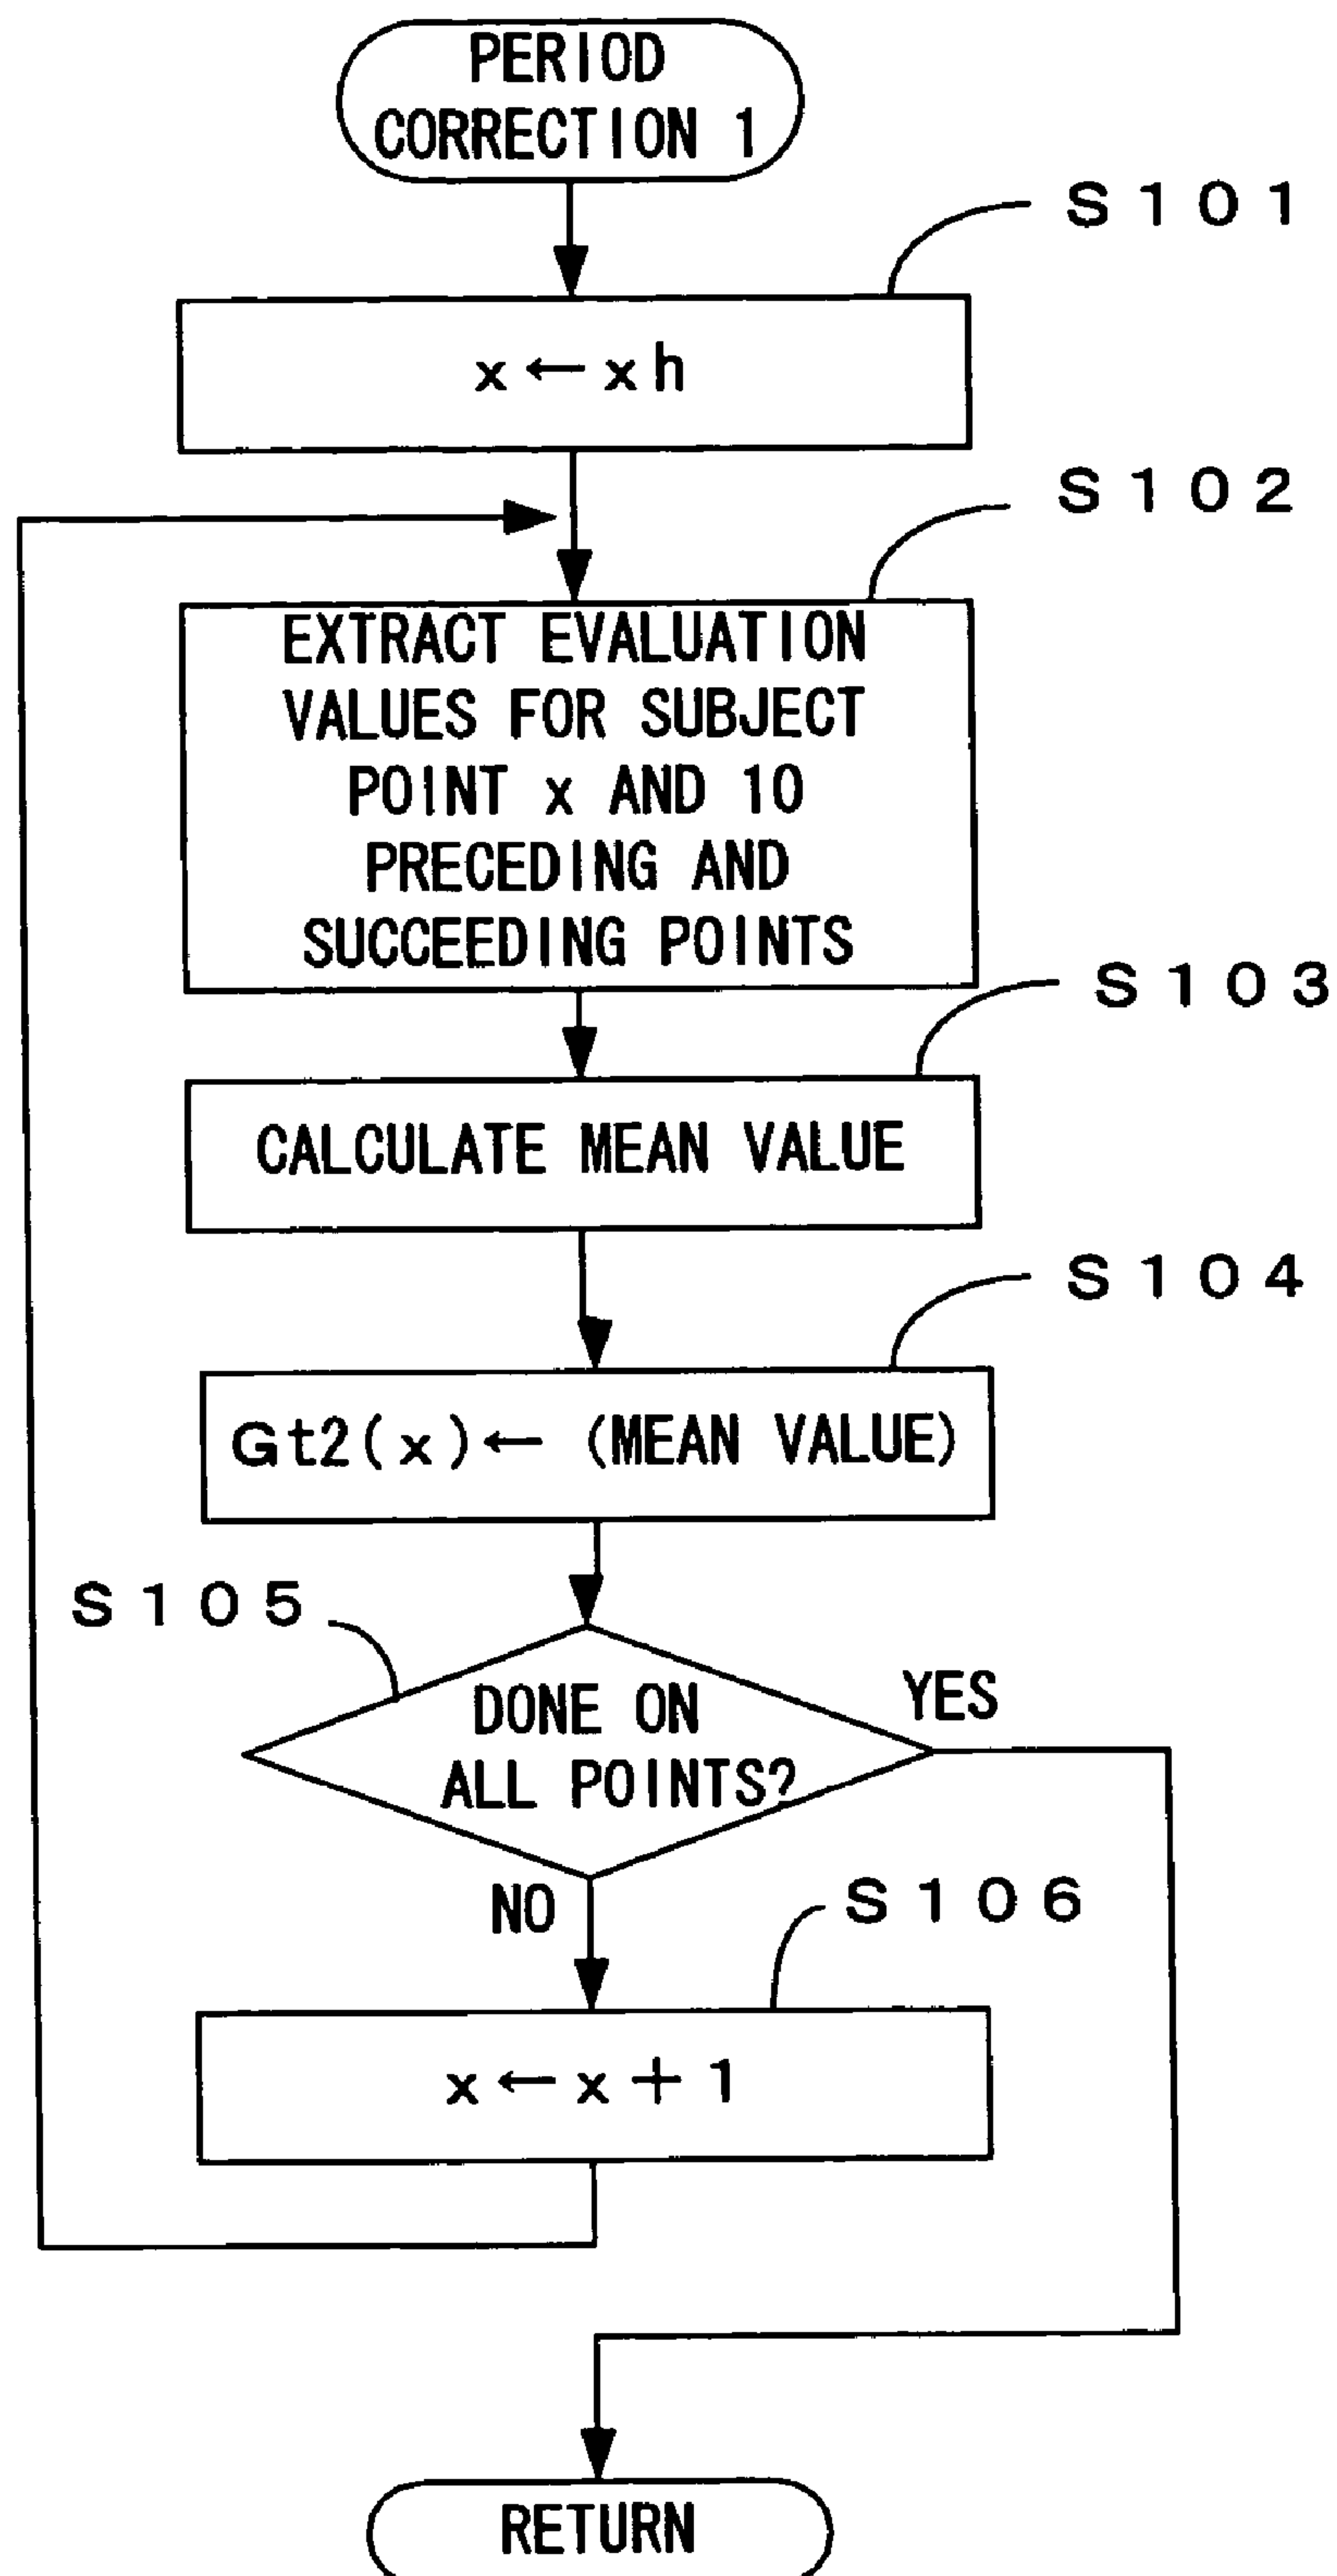 PERIOD
CORRECTION 1
S101
x ← xh
S102
EXTRACT EVALUATION
VALUES FOR SUBJECT
POINT x AND 10
PRECEDING AND
SUCCEEDING POINTS
S103
CALCULATE MEAN VALUE
S104
Gt2(x) ← (MEAN VALUE)
S105
DONE ON
ALL POINTS?
YES
NO
S106
x ← x + 1
RETURN